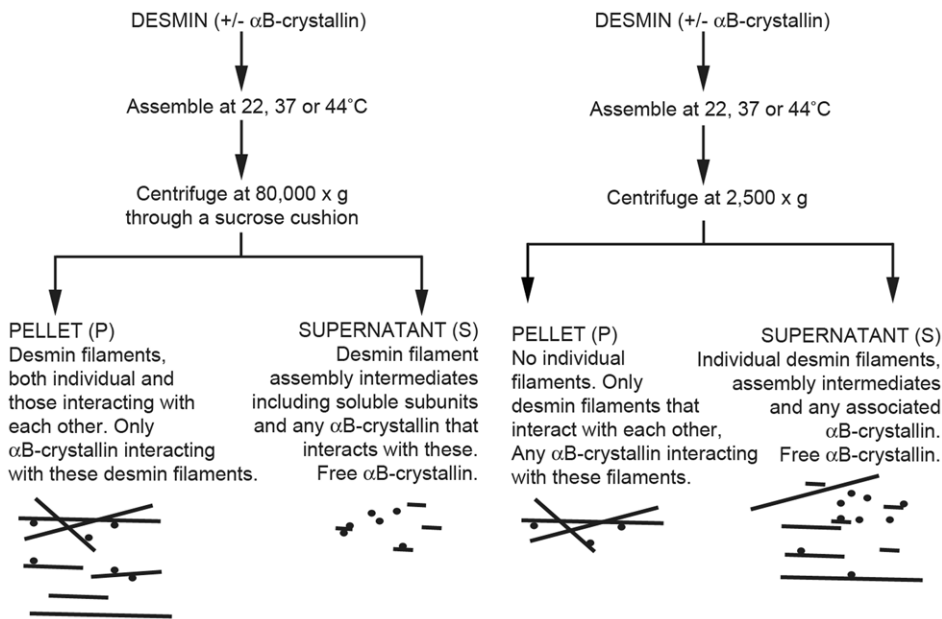 DESMIN (+/- αB-crystallin)
Assemble at 22, 37 or 44°C
Centrifuge at 80,000 x g
through a sucrose cushion
PELLET (P)
Desmin filaments,
both individual and
those interacting with
each other. Only
αB-crystallin interacting
with these desmin filaments.
SUPERNATANT (S)
Desmin filament
assembly intermediates
including soluble subunits
and any αB-crystallin that
interacts with these.
Free αB-crystallin.
DESMIN (+/- αB-crystallin)
Assemble at 22, 37 or 44°C
Centrifuge at 2,500 x g
PELLET (P)
No individual
filaments. Only
desmin filaments that
interact with each other,
Any αB-crystallin interacting
with these filaments.
SUPERNATANT (S)
Individual desmin filaments,
assembly intermediates
and any associated
αB-crystallin.
Free αB-crystallin.